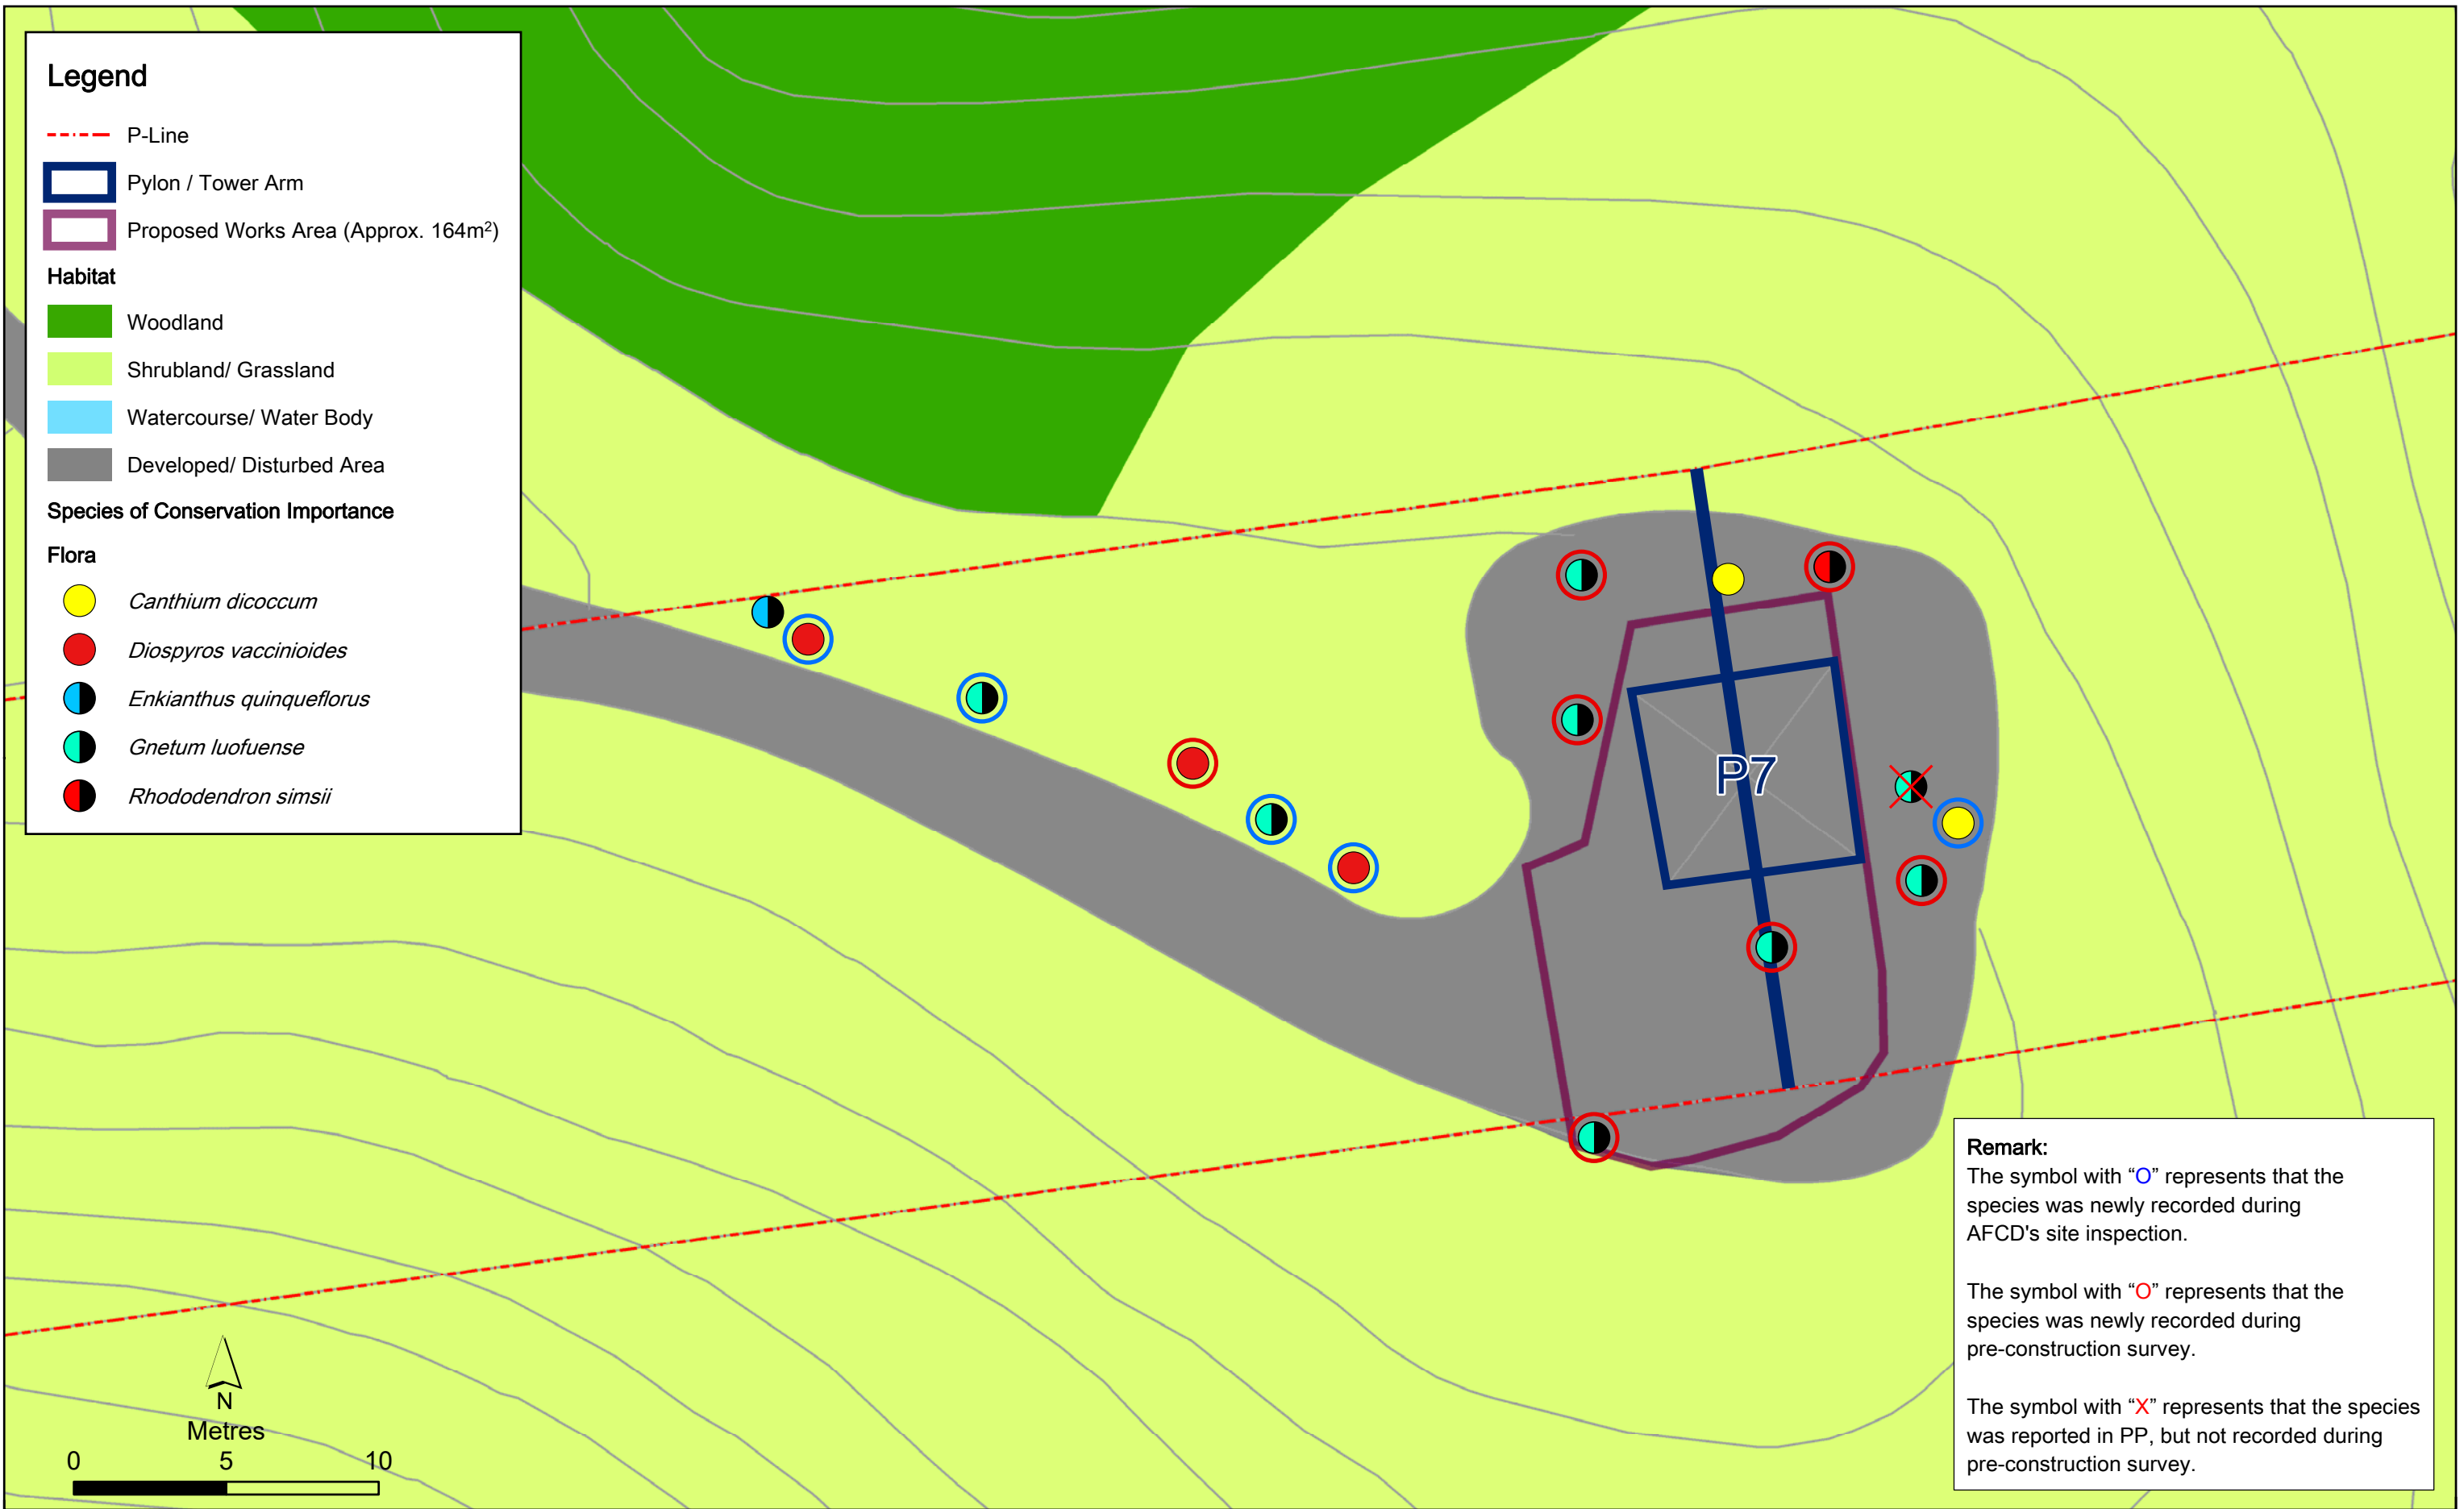 Legend
P-Line
Pylon / Tower Arm
Proposed Works Area (Approx. 164m²)
Habitat
Woodland
Shrubland/ Grassland
Watercourse/ Water Body
Developed/ Disturbed Area
Species of Conservation Importance
Flora
Canthium dicoccum
Diospyros vaccinioides
Enkianthus quinqueflorus
Gnetum luofuense
Rhododendron simsii
P7
N
Metres
0 5 10
Remark:
The symbol with “O” represents that the
species was newly recorded during
AFCD's site inspection.
The symbol with “O” represents that the
species was newly recorded during
pre-construction survey.
The symbol with “X” represents that the species
was reported in PP, but not recorded during
pre-construction survey.